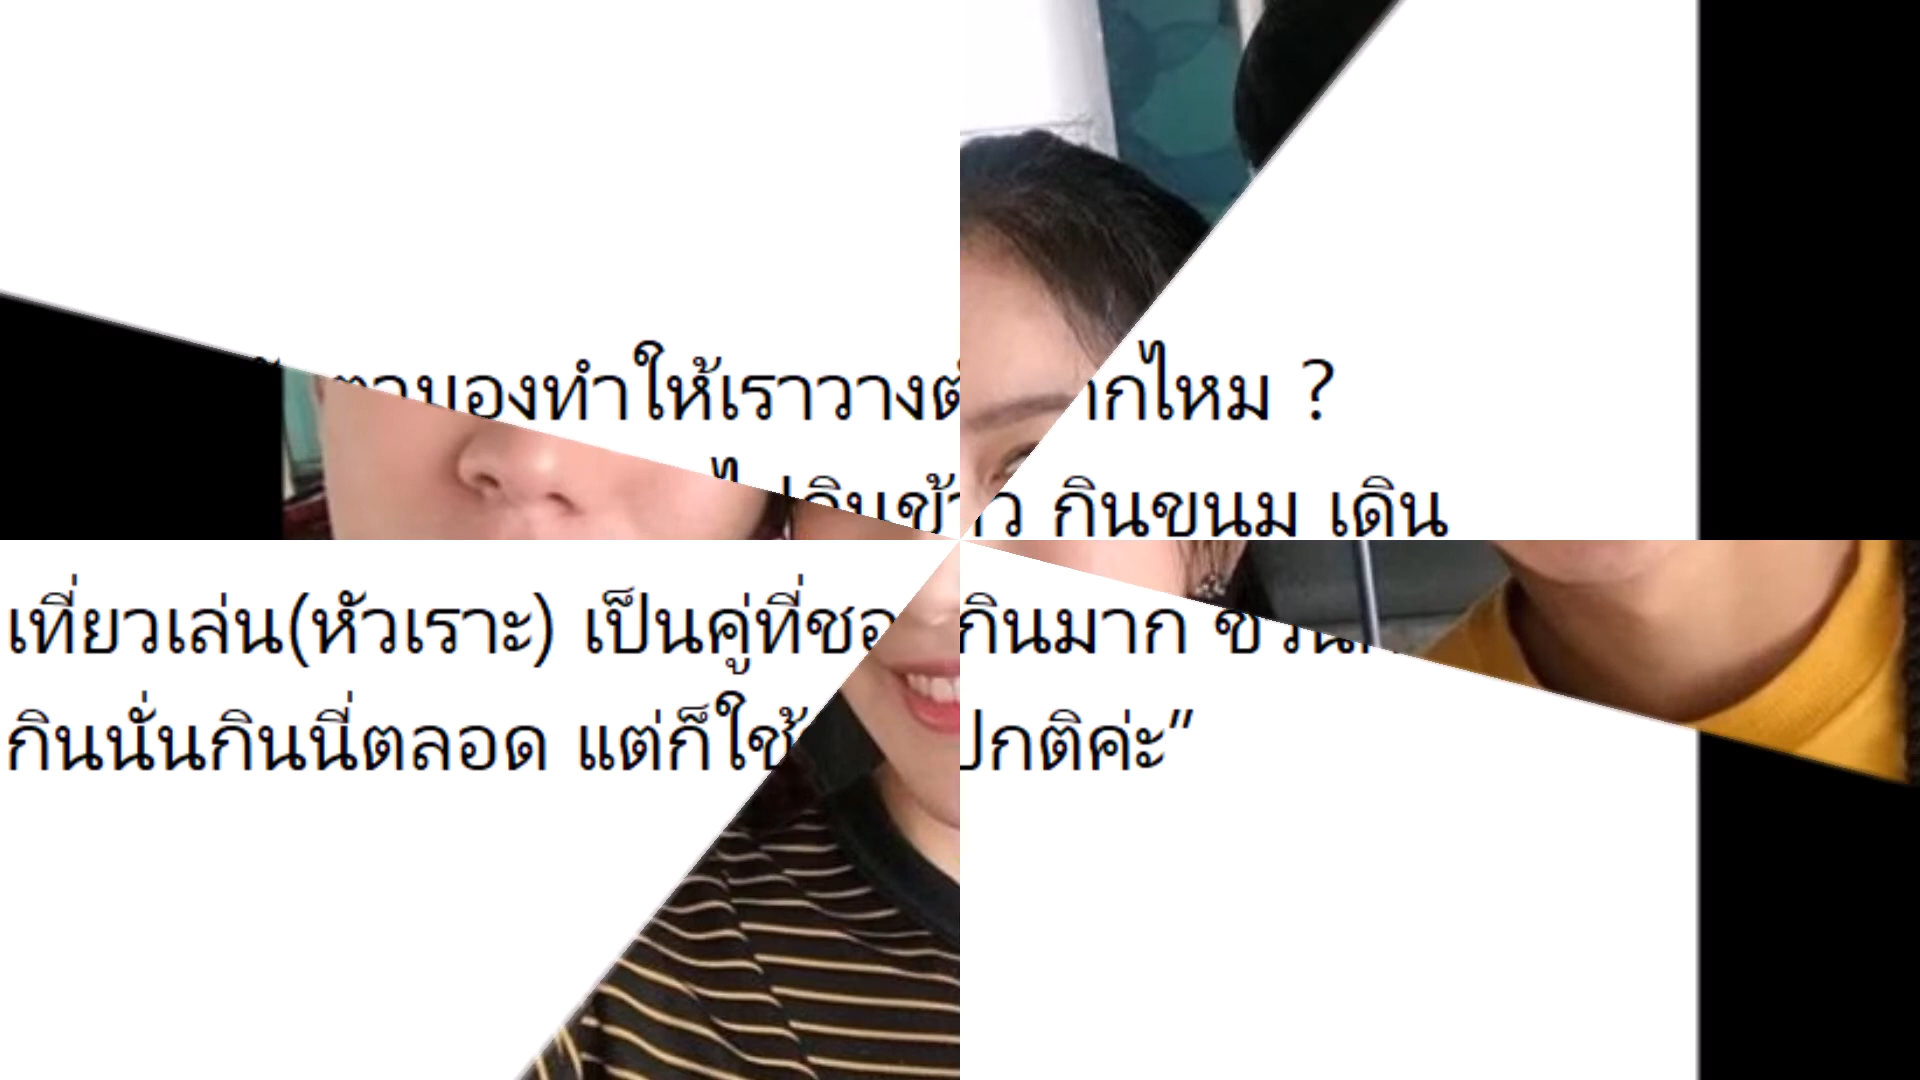 มองทำให้เราวาง กไหม ?
กินข้าว กินขนม เดิน
เที่ยวเล่น(หัวเราะ) เป็นคู่ที่ กินมาก
กินนั่นกินนี่ตลอด แต่ก็ใช้ ปกติค่ะ”